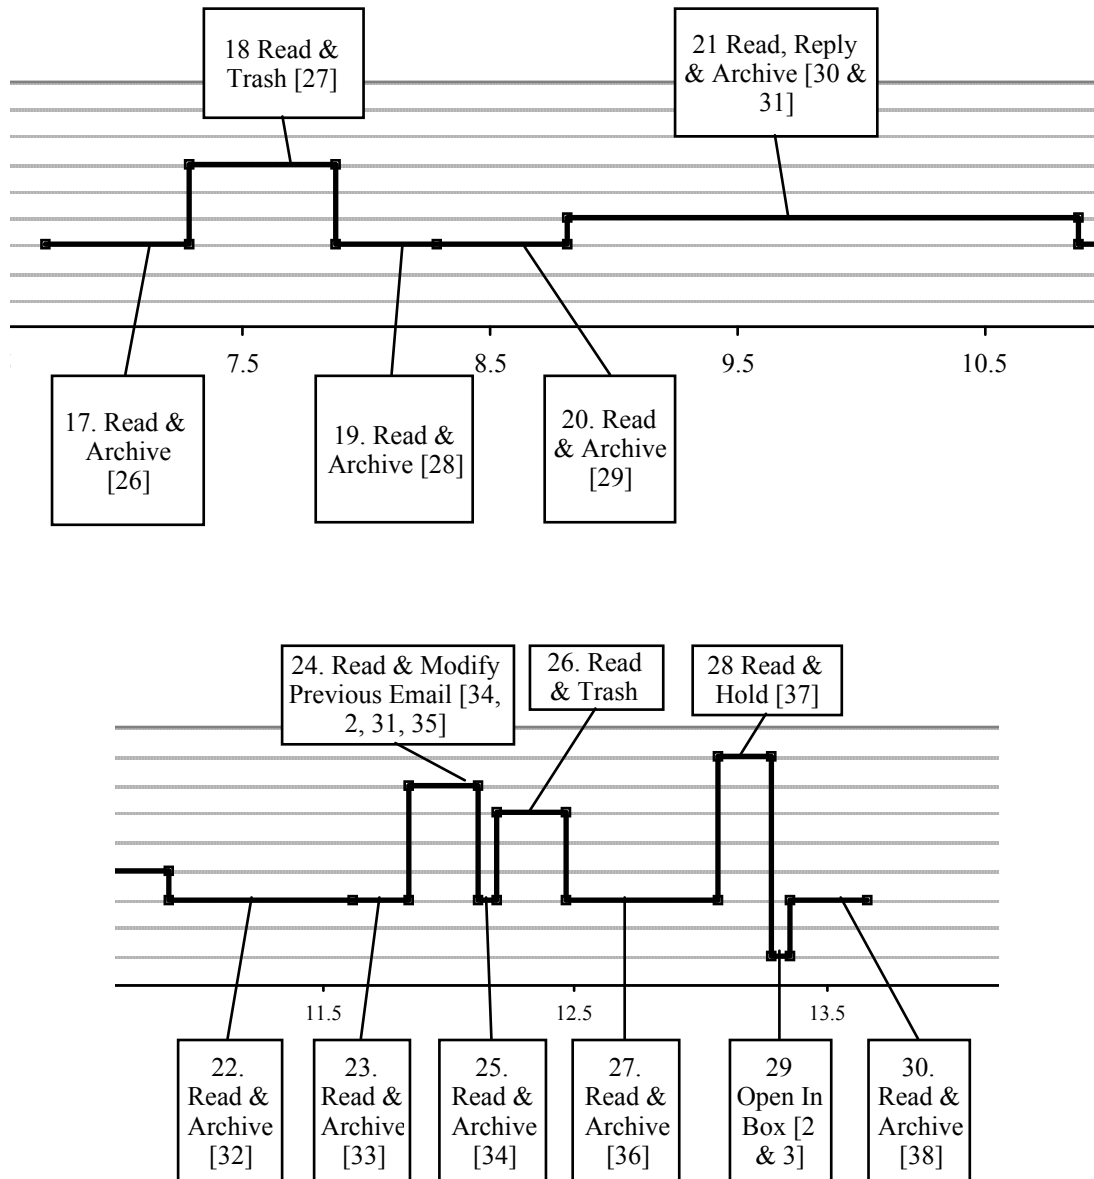 18 Read &
Trash [27]
21 Read, Reply
& Archive [30 &
31]
7.5
8.5
9.5
10.5
17. Read &
Archive
[26]
19. Read &
Archive [28]
20. Read
& Archive
[29]
24. Read & Modify
Previous Email [34,
2, 31, 35]
26. Read
& Trash
28 Read &
Hold [37]
11.5
12.5
13.5
22.
Read &
Archive
[32]
23.
Read &
Archive
[33]
25.
Read &
Archive
[34]
27.
Read &
Archive
[36]
29
Open In
Box [2
& 3]
30.
Read &
Archive
[38]